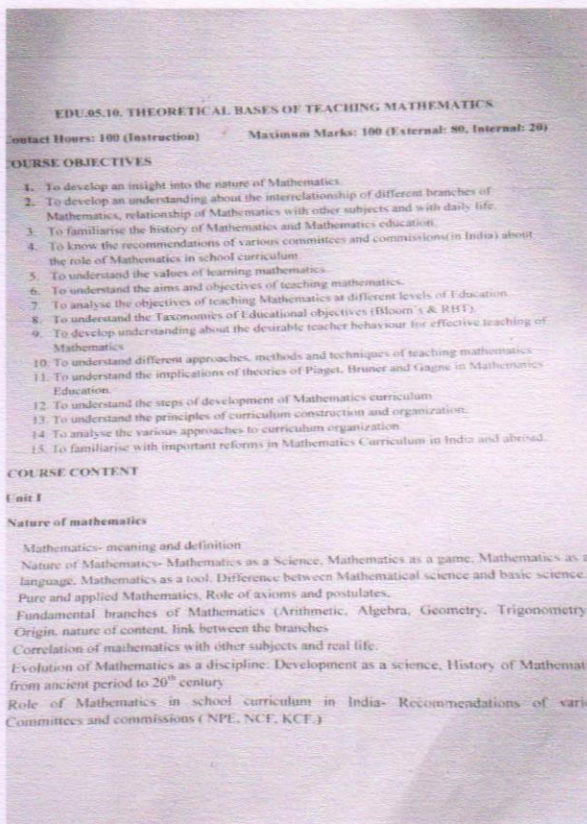 EDU.05.10. THEORETICAL BASES OF TEACHING MATHEMATICS
Contact Hours: 100 (Instruction) Maximum Marks: 100 (External: 80, Internal: 20)
COURSE OBJECTIVES
1. To develop an insight into the nature of Mathematics.
2. To develop an understanding about the interrelationship of different branches of
Mathematics, relationship of Mathematics with other subjects and with daily life.
3. To familiarise the history of Mathematics and Mathematics education.
4. To know the recommendations of various committees and commissions(in India) about
the role of Mathematics in school curriculum
5. To understand the values of learning mathematics
6. To understand the aims and objectives of teaching mathematics.
7. To analyse the objectives of teaching Mathematics at different levels of Education
8. To understand the Taxonomies of Educational objectives (Bloom's & RBT).
9. To develop understanding about the desirable teacher behaviour for effective teaching of
Mathematics
10. To understand different approaches, methods and techniques of teaching mathematics
11. To understand the implications of theories of Piaget, Bruner and Gagne in Mathematics
Education.
12. To understand the steps of development of Mathematics curriculum
13. To understand the principles of curriculum construction and organization.
14. To analyse the various approaches to curriculum organization
15. To familiarise with important reforms in Mathematics Curriculum in India and abroad.
COURSE CONTENT
Unit I
Nature of mathematics
Mathematics- meaning and definition
Nature of Mathematics- Mathematics as a Science, Mathematics as a game, Mathematics as a
language, Mathematics as a tool. Difference between Mathematical science and basic science.
Pure and applied Mathematics, Role of axioms and postulates.
Fundamental branches of Mathematics (Arithmetic, Algebra, Geometry, Trigonometry
Origin, nature of content, link between the branches
Correlation of mathematics with other subjects and real life.
Evolution of Mathematics as a discipline: Development as a science, History of Mathemat
from ancient period to 20th century
Role of Mathematics in school curriculum in India- Recommendations of vari
Committees and commissions ( NPE, NCF, KCF.)